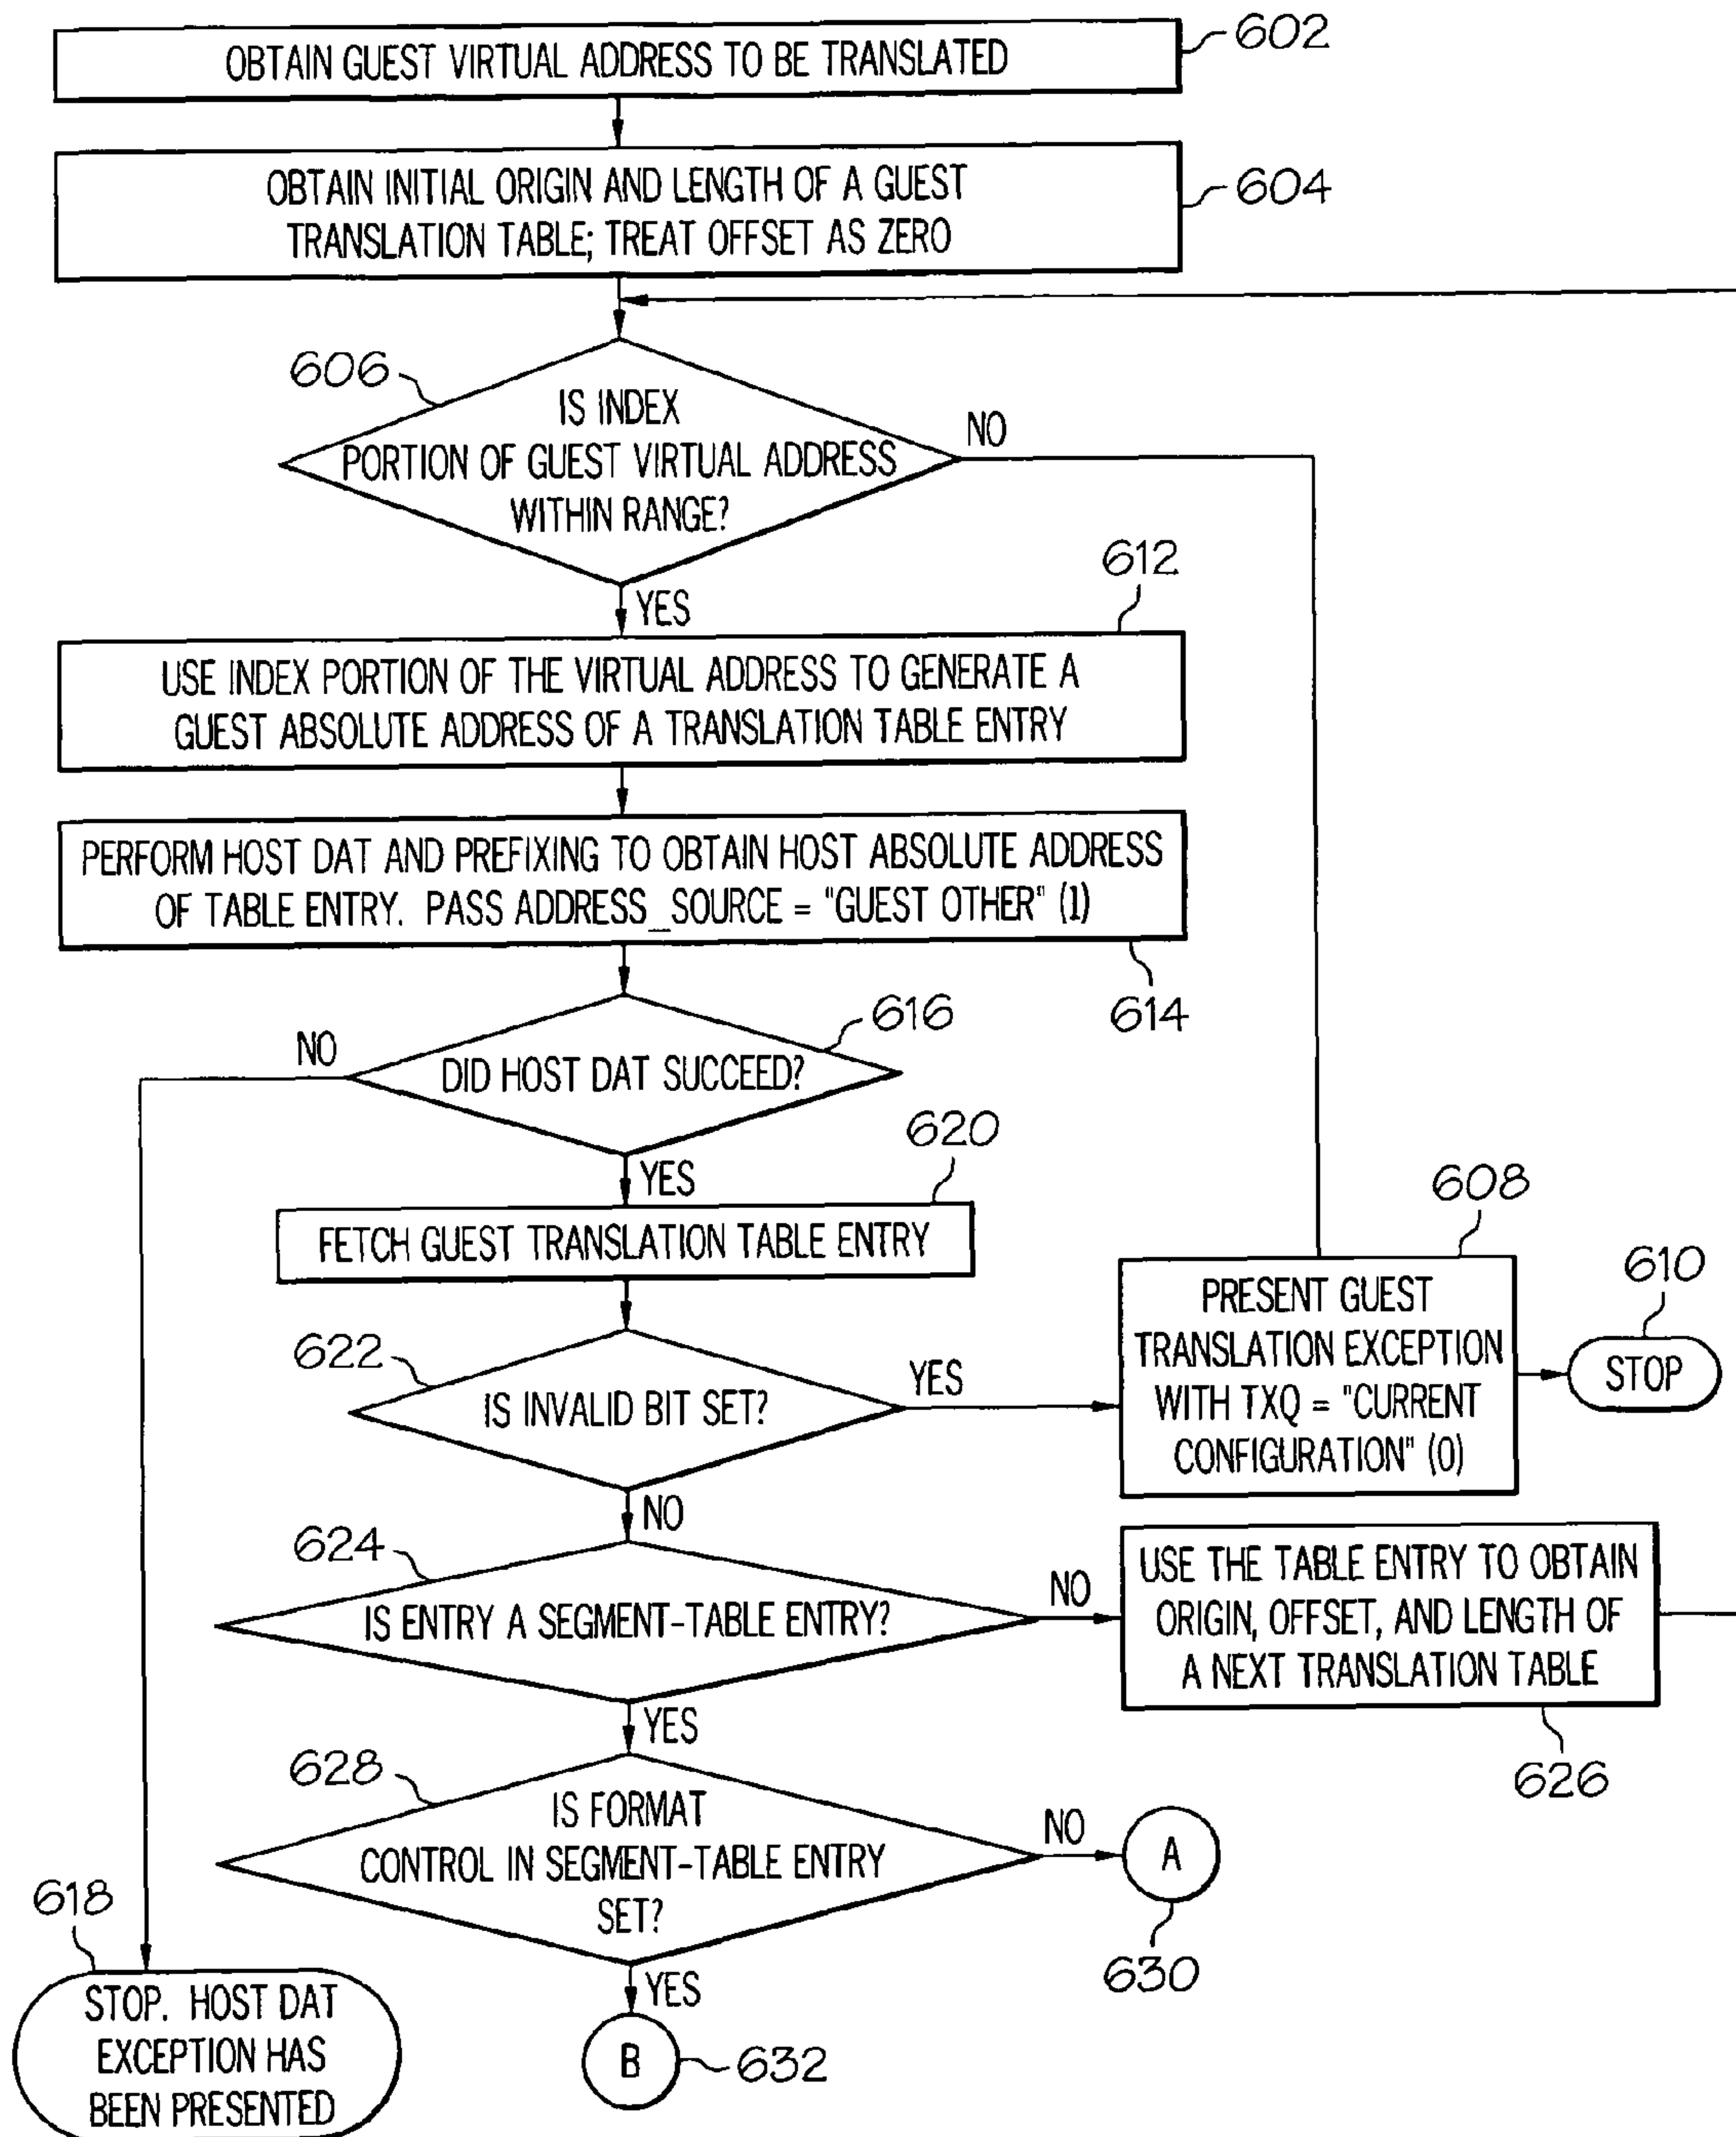 OBTAIN GUEST VIRTUAL ADDRESS TO BE TRANSLATED
602
OBTAIN INITIAL ORIGIN AND LENGTH OF A GUEST
TRANSLATION TABLE; TREAT OFFSET AS ZERO
604
606
IS INDEX
PORTION OF GUEST VIRTUAL ADDRESS
WITHIN RANGE?
NO
YES
612
USE INDEX PORTION OF THE VIRTUAL ADDRESS TO GENERATE A
GUEST ABSOLUTE ADDRESS OF A TRANSLATION TABLE ENTRY
PERFORM HOST DAT AND PREFIXING TO OBTAIN HOST ABSOLUTE ADDRESS
OF TABLE ENTRY. PASS ADDRESS_SOURCE = "GUEST OTHER" (1)
614
616
NO
DID HOST DAT SUCCEED?
YES
620
FETCH GUEST TRANSLATION TABLE ENTRY
622
IS INVALID BIT SET?
YES
608
PRESENT GUEST
TRANSLATION EXCEPTION
WITH TXQ = "CURRENT
CONFIGURATION" (0)
610
STOP
NO
624
IS ENTRY A SEGMENT-TABLE ENTRY?
NO
USE THE TABLE ENTRY TO OBTAIN
ORIGIN, OFFSET, AND LENGTH OF
A NEXT TRANSLATION TABLE
626
YES
628
IS FORMAT
CONTROL IN SEGMENT-TABLE ENTRY
SET?
NO
A
630
YES
B
632
618
STOP. HOST DAT
EXCEPTION HAS
BEEN PRESENTED